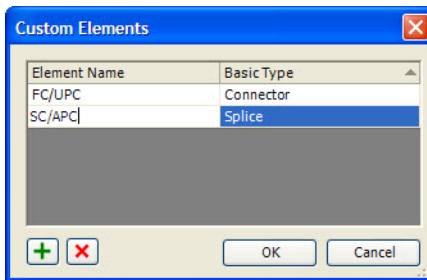 Custom Elements
Element Name Basic Type
FC/UPC Connector
SC/APC Splice
OK Cancel